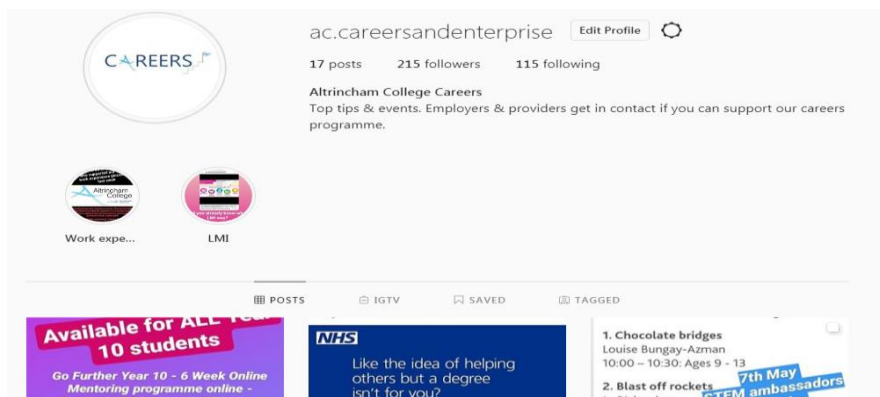 CAREERS
ac.careersandenterprise Edit Profile
17 posts 215 followers 115 following
Altrincham College Careers
Top tips & events. Employers & providers get in contact if you can support our careers
programme.
Altrincham
College
Work expe...
LMI
POSTS IGTV SAVED TAGGED
Available for ALL Year
10 students
Go Further Year 10 - 6 Week Online
Mentoring programme online -
NHS
Like the idea of helping
others but a degree
isn't for you?
1. Chocolate bridges
Louise Bungay-Azman
10:00 – 10:30: Ages 9 - 13
2. Blast off rockets
7th May
STEM ambassadors